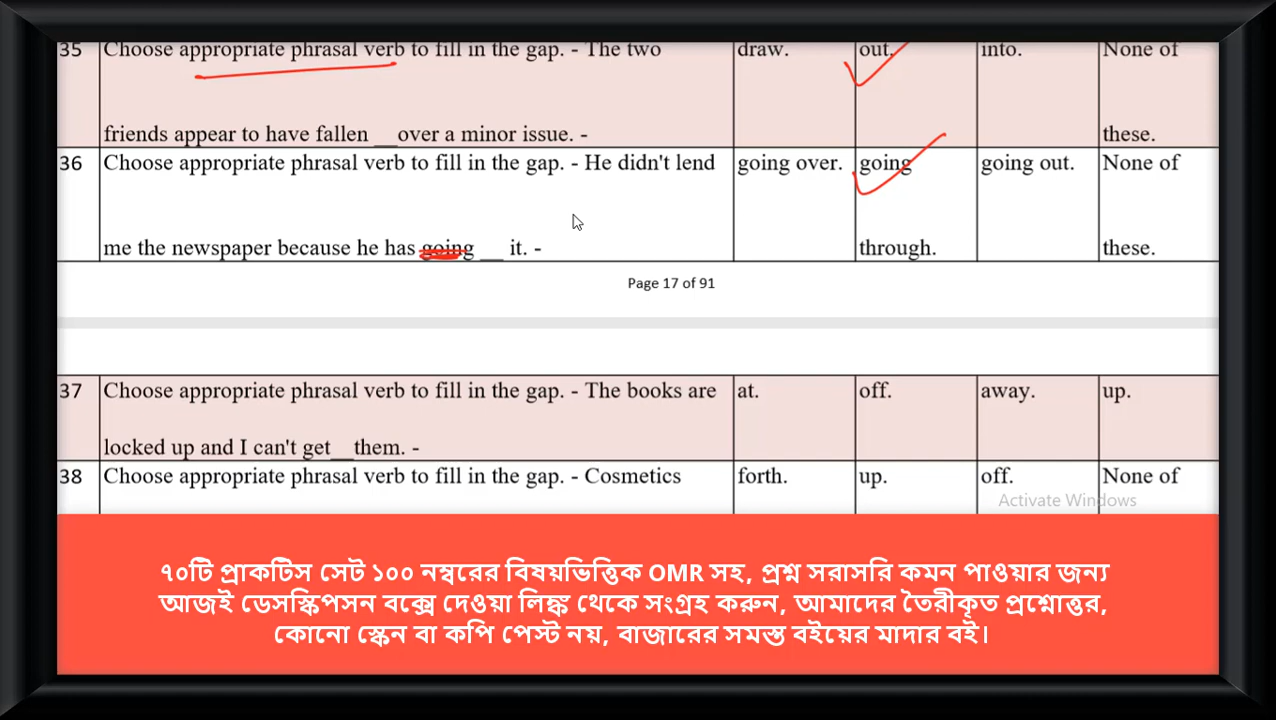 35 Choose appropriate phrasal verb to fill in the gap. - The two draw. out. into. None of
friends appear to have fallen __over a minor issue. - these.
36 Choose appropriate phrasal verb to fill in the gap. - He didn't lend going over. going going out. None of
me the newspaper because he has going __ it. - through. these.
Page 17 of 91
37 Choose appropriate phrasal verb to fill in the gap. - The books are at. off. away. up.
locked up and I can't get__them. -
38 Choose appropriate phrasal verb to fill in the gap. - Cosmetics forth. up. off. None of
Activate Windows
৭০টি প্রাকটিস সেট ১০০ নম্বরের বিষয়ভিত্তিক OMR সহ, প্রশ্ন সরাসরি কমন পাওয়ার জন্য
আজই ডেসস্ক্রিপসন বক্সে দেওয়া লিঙ্ক থেকে সংগ্রহ করুন, আমাদের তৈরীকৃত প্রশ্নোত্তর,
কোনো স্কেন বা কপি পেস্ট নয়, বাজারের সমস্ত বইয়ের মাদার বই।